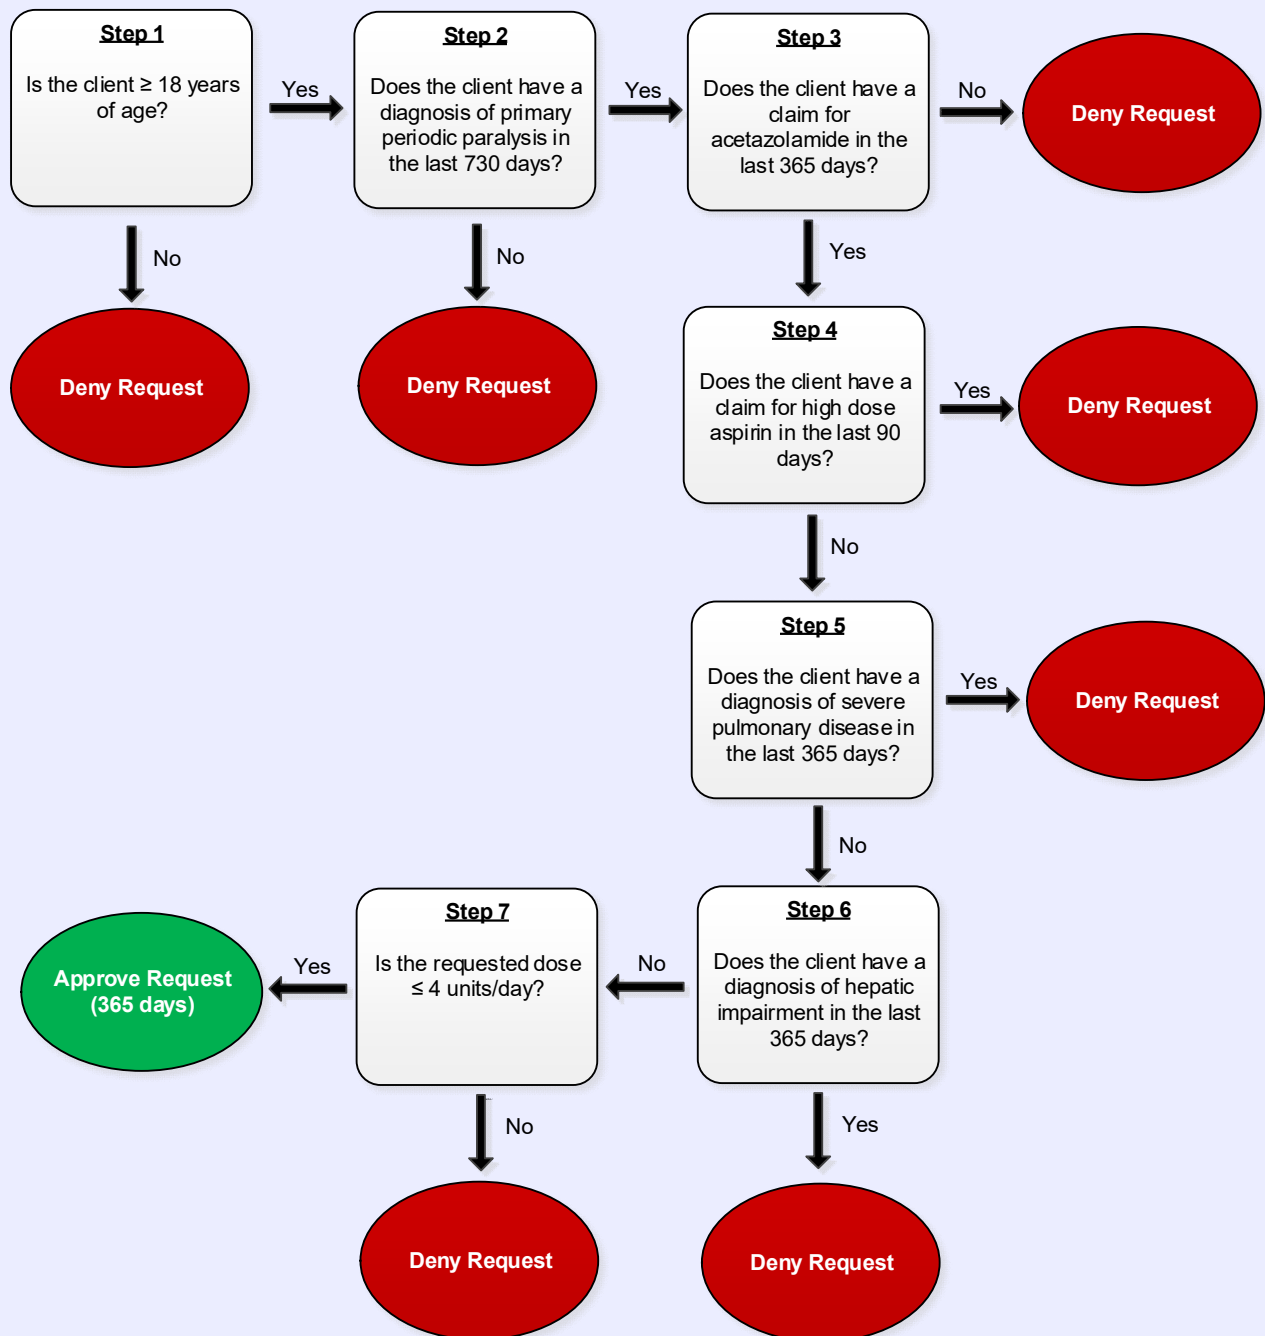 Step 1
Is the client ≥ 18 years
of age?
Yes
No
Deny Request
Step 2
Does the client have a
diagnosis of primary
periodic paralysis in
the last 730 days?
Yes
No
Deny Request
Step 3
Does the client have a
claim for
acetazolamide in the
last 365 days?
No
Deny Request
Yes
Step 4
Does the client have a
claim for high dose
aspirin in the last 90
days?
Yes
Deny Request
No
Step 5
Does the client have a
diagnosis of severe
pulmonary disease in
the last 365 days?
Yes
Deny Request
No
Step 6
Does the client have a
diagnosis of hepatic
impairment in the last
365 days?
Yes
Deny Request
No
Step 7
Is the requested dose
≤ 4 units/day?
No
Deny Request
Yes
Approve Request
(365 days)